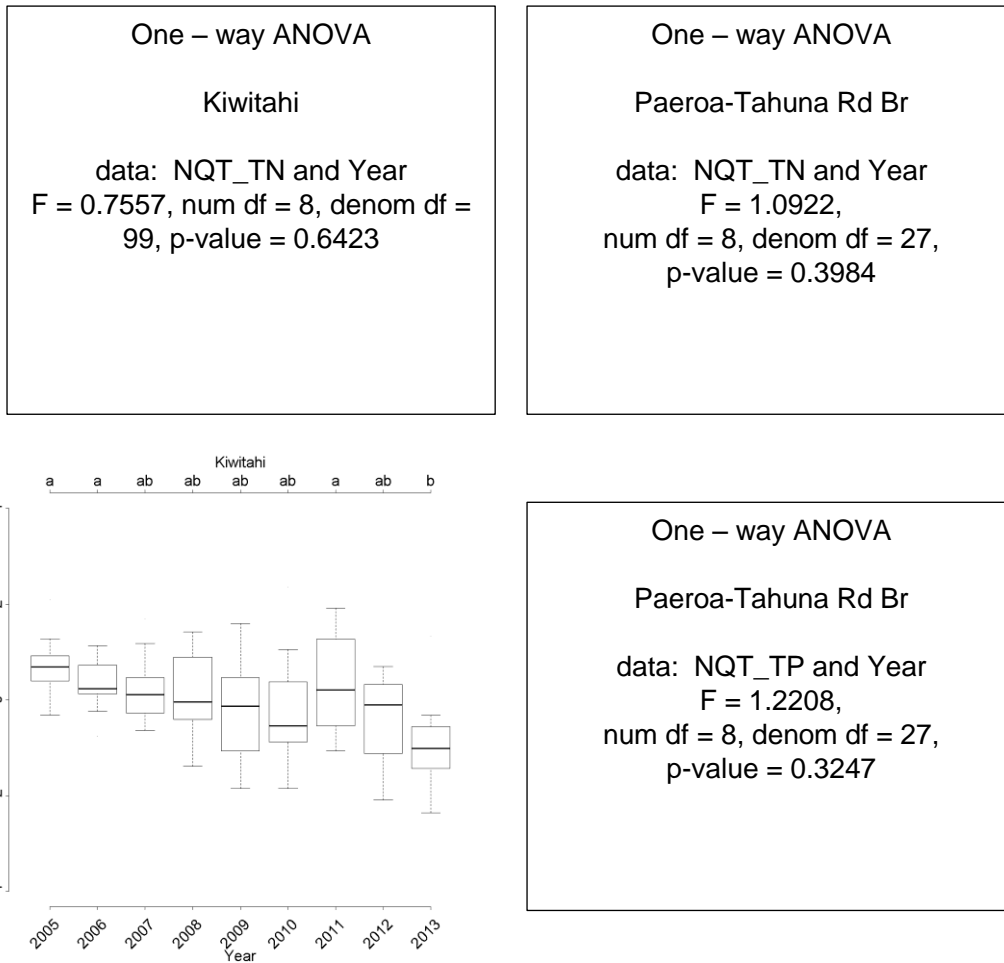 One – way ANOVA
Kiwitahi
data: NQT_TN and Year
F = 0.7557, num df = 8, denom df =
99, p-value = 0.6423
One – way ANOVA
Paeroa-Tahuna Rd Br
data: NQT_TN and Year
F = 1.0922,
num df = 8, denom df = 27,
p-value = 0.3984
Kiwitahi
a a ab ab ab ab a ab b
2005 2006 2007 2008 2009 2010 2011 2012 2013
Year
One – way ANOVA
Paeroa-Tahuna Rd Br
data: NQT_TP and Year
F = 1.2208,
num df = 8, denom df = 27,
p-value = 0.3247